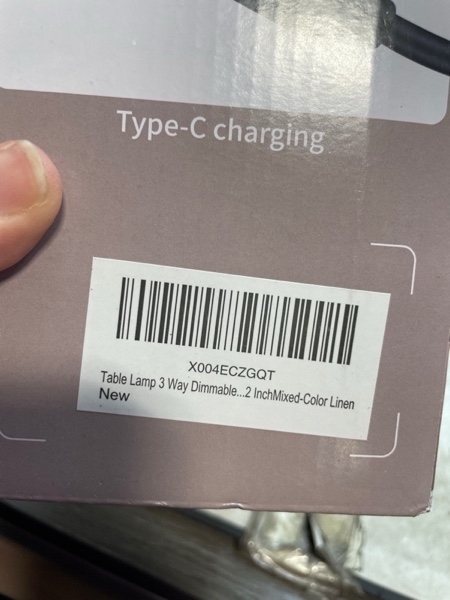 Type-C charging
X004ECZGQT
Table Lamp 3 Way Dimmable...2 InchMixed-Color Linen
New